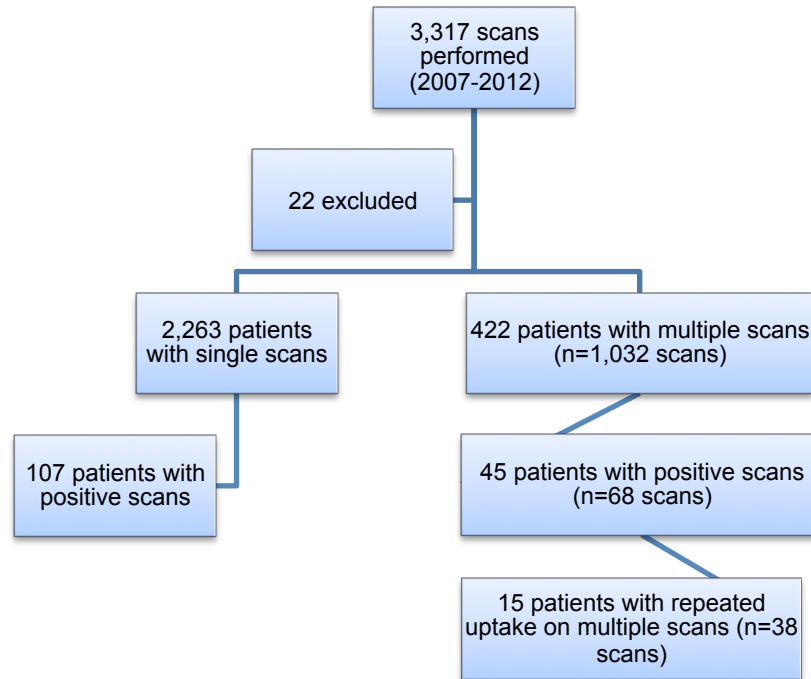 3,317 scans
performed
(2007-2012)
22 excluded
2,263 patients
with single scans
422 patients with multiple scans
(n=1,032 scans)
107 patients with
positive scans
45 patients with positive scans
(n=68 scans)
15 patients with repeated
uptake on multiple scans (n=38
scans)